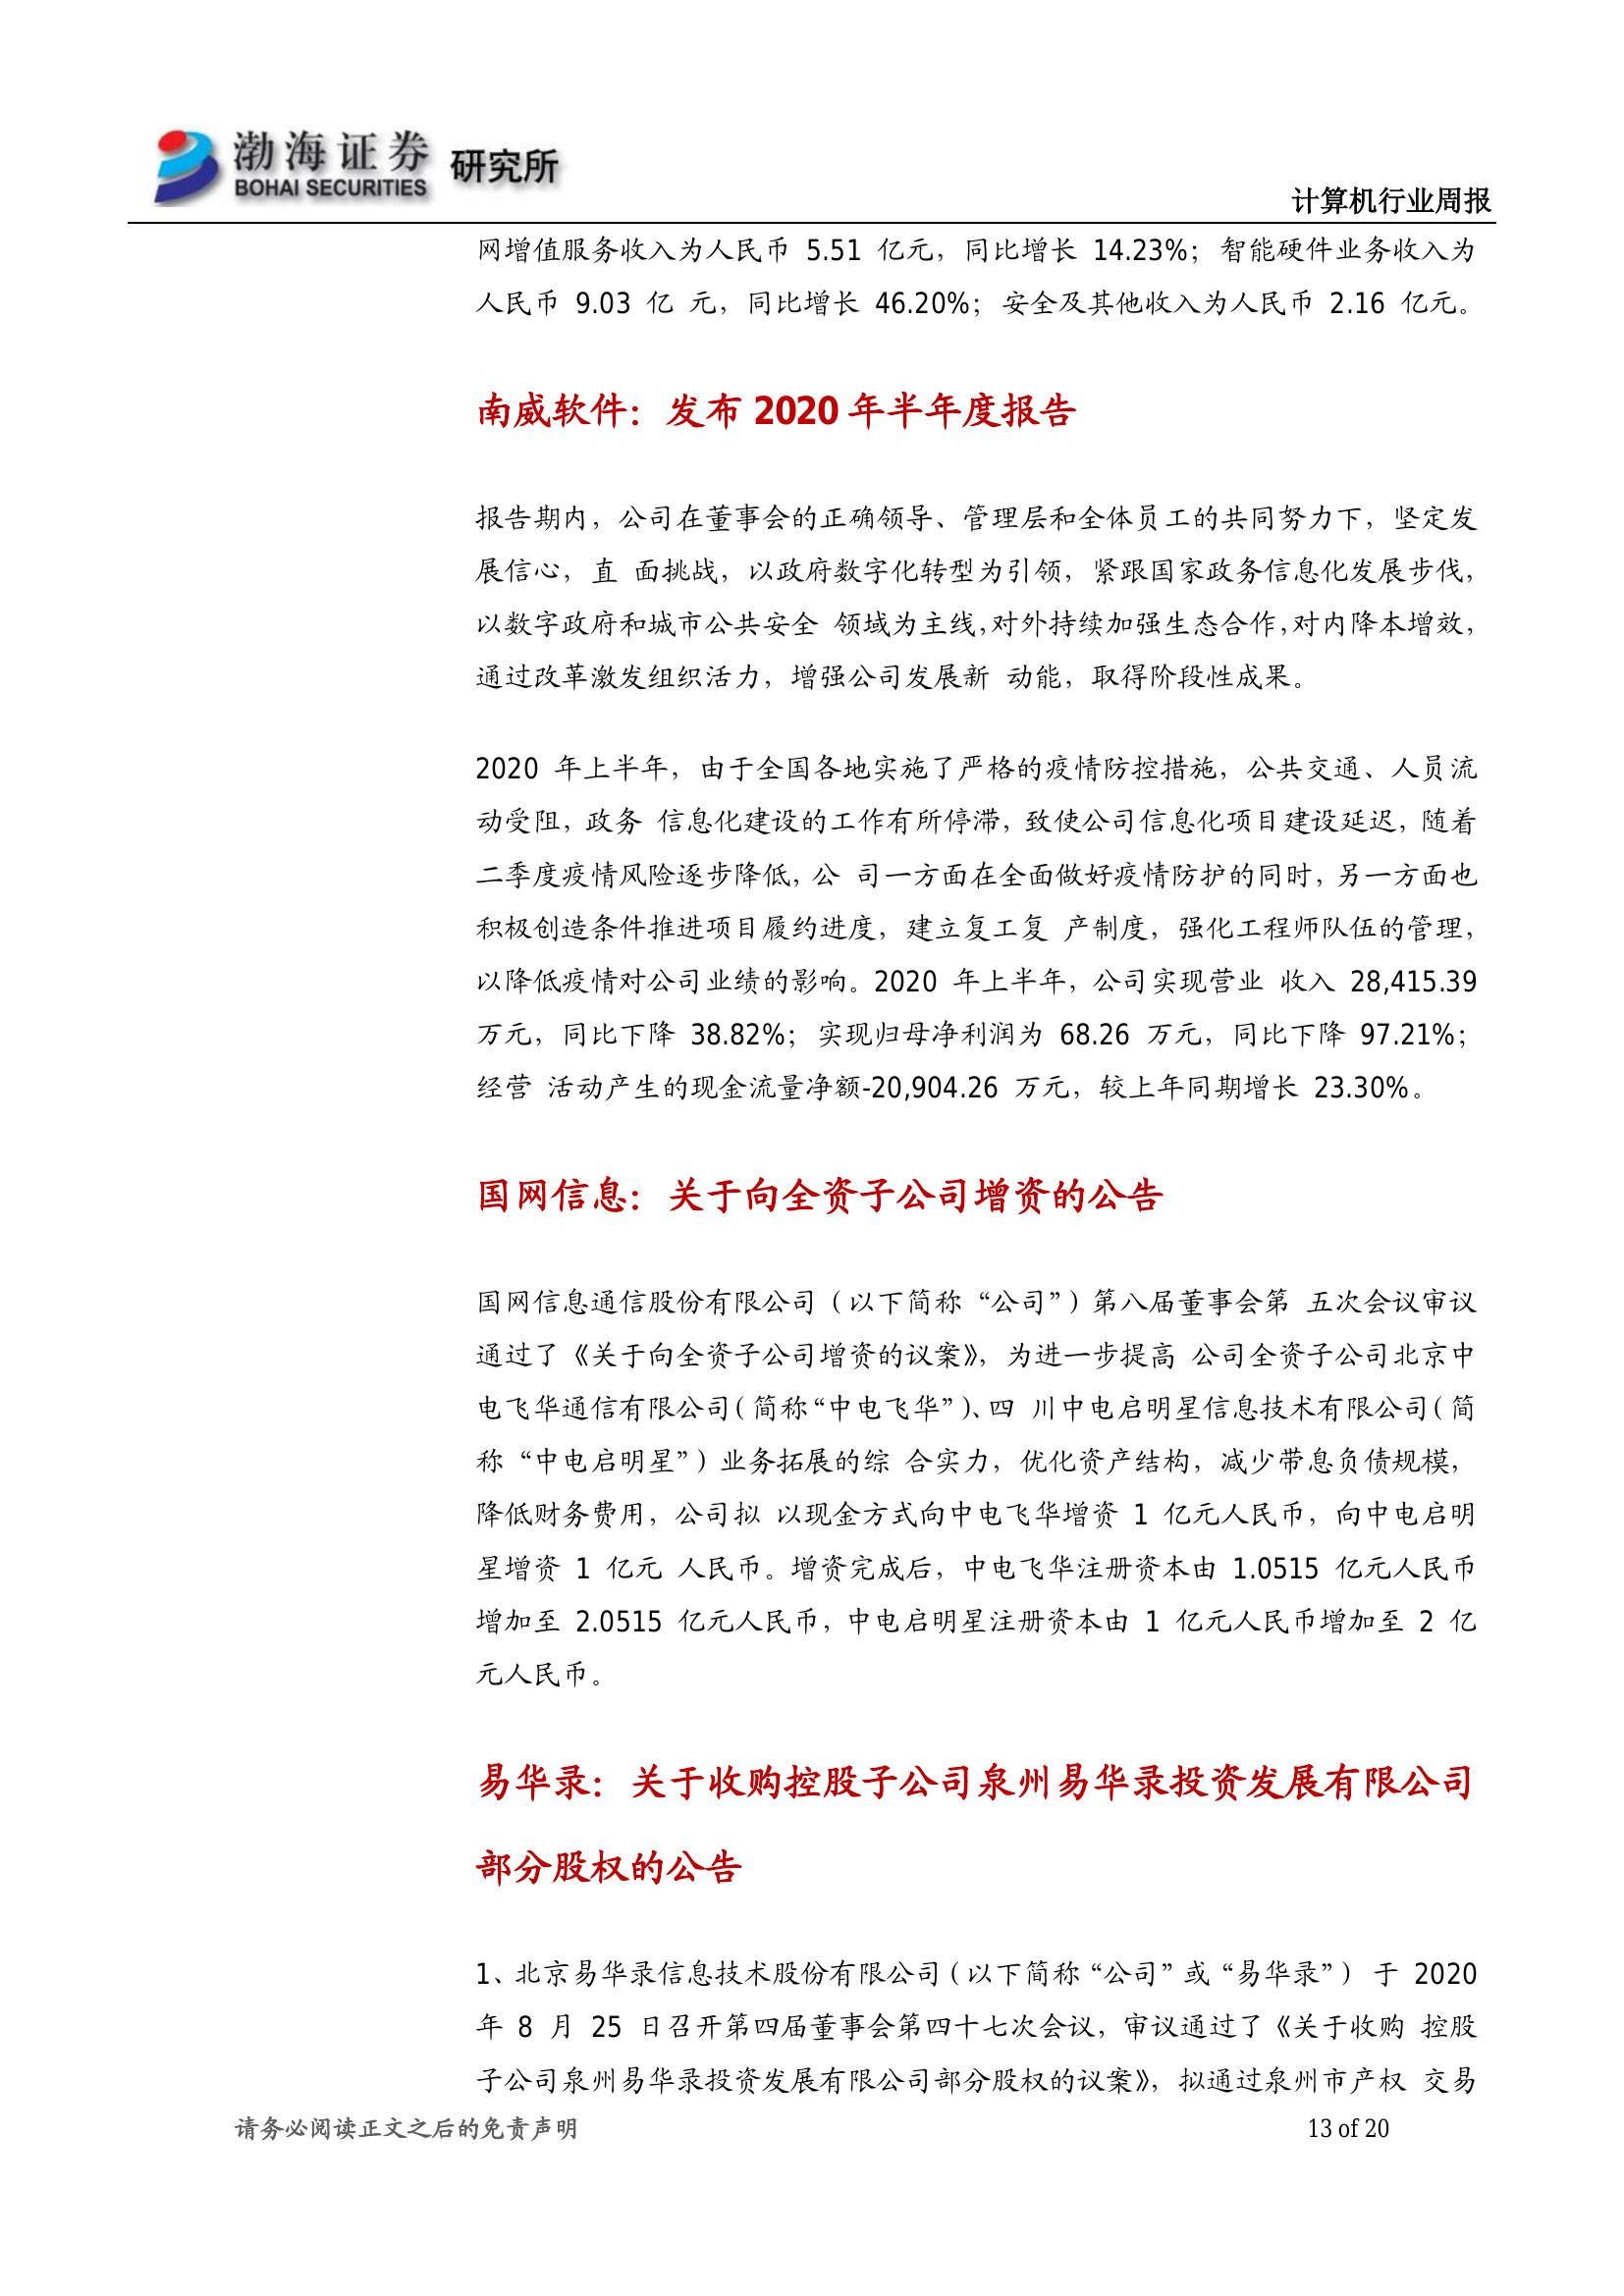 渤海证券 研究所
BOHAI SECURITIES
计算机行业周报
网增值服务收入为人民币 5.51 亿元，同比增长 14.23%；智能硬件业务收入为
人民币 9.03 亿 元，同比增长 46.20%；安全及其他收入为人民币 2.16 亿元。
南威软件：发布 2020 年半年度报告
报告期内，公司在董事会的正确领导、管理层和全体员工的共同努力下，坚定发
展信心，直 面挑战，以政府数字化转型为引领，紧跟国家政务信息化发展步伐，
以数字政府和城市公共安全 领域为主线，对外持续加强生态合作，对内降本增效，
通过改革激发组织活力，增强公司发展新 动能，取得阶段性成果。
2020 年上半年，由于全国各地实施了严格的疫情防控措施，公共交通、人员流
动受阻，政务 信息化建设的工作有所停滞，致使公司信息化项目建设延迟，随着
二季度疫情风险逐步降低，公 司一方面在全面做好疫情防护的同时，另一方面也
积极创造条件推进项目履约进度，建立复工复 产制度，强化工程师队伍的管理，
以降低疫情对公司业绩的影响。2020 年上半年，公司实现营业 收入 28,415.39
万元，同比下降 38.82%；实现归母净利润为 68.26 万元，同比下降 97.21%；
经营 活动产生的现金流量净额-20,904.26 万元，较上年同期增长 23.30%。
国网信息：关于向全资子公司增资的公告
国网信息通信股份有限公司（以下简称“公司”）第八届董事会第 五次会议审议
通过了《关于向全资子公司增资的议案》，为进一步提高 公司全资子公司北京中
电飞华通信有限公司（简称“中电飞华”）、四 川中电启明星信息技术有限公司（简
称“中电启明星”）业务拓展的综 合实力，优化资产结构，减少带息负债规模，
降低财务费用，公司拟 以现金方式向中电飞华增资 1 亿元人民币，向中电启明
星增资 1 亿元 人民币。增资完成后，中电飞华注册资本由 1.0515 亿元人民币
增加至 2.0515 亿元人民币，中电启明星注册资本由 1 亿元人民币增加至 2 亿
元人民币。
易华录：关于收购控股子公司泉州易华录投资发展有限公司
部分股权的公告
1、北京易华录信息技术股份有限公司（以下简称“公司”或“易华录”） 于 2020
年 8 月 25 日召开第四届董事会第四十七次会议，审议通过了《关于收购 控股
子公司泉州易华录投资发展有限公司部分股权的议案》，拟通过泉州市产权 交易
请务必阅读正文之后的免责声明
13 of 20